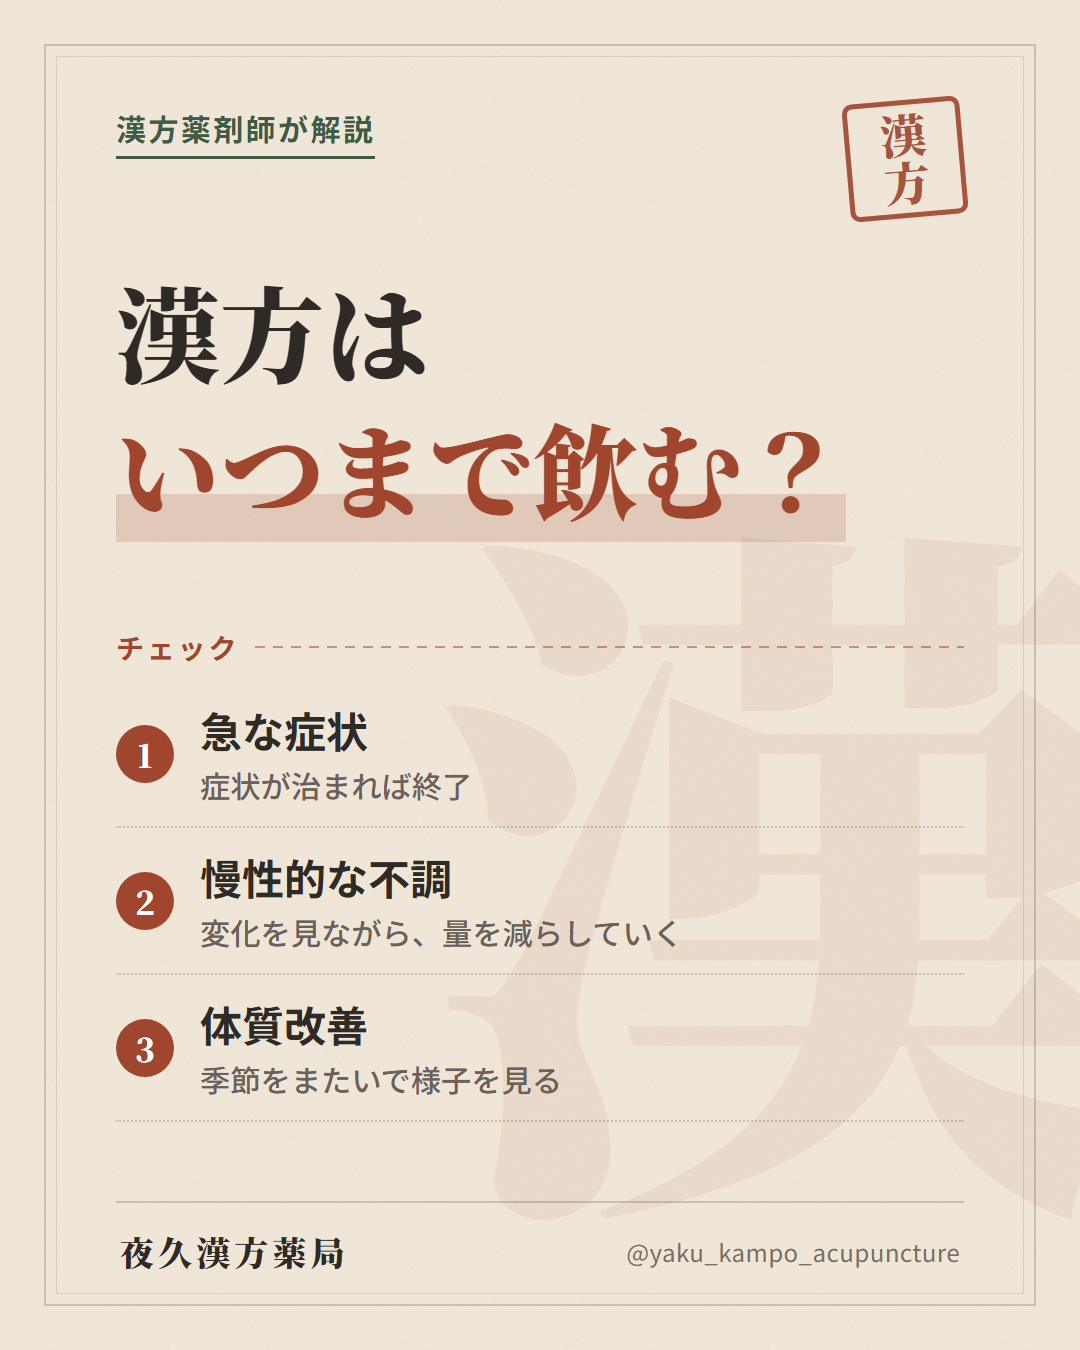 漢方薬剤師が解説
漢方
漢方は
いつまで飲む？
チェック
1 急な症状
症状が治まれば終了
2 慢性的な不調
変化を見ながら、量を減らしていく
3 体質改善
季節をまたいで様子を見る
漢
夜久漢方薬局
@yaku_kampo_acupuncture